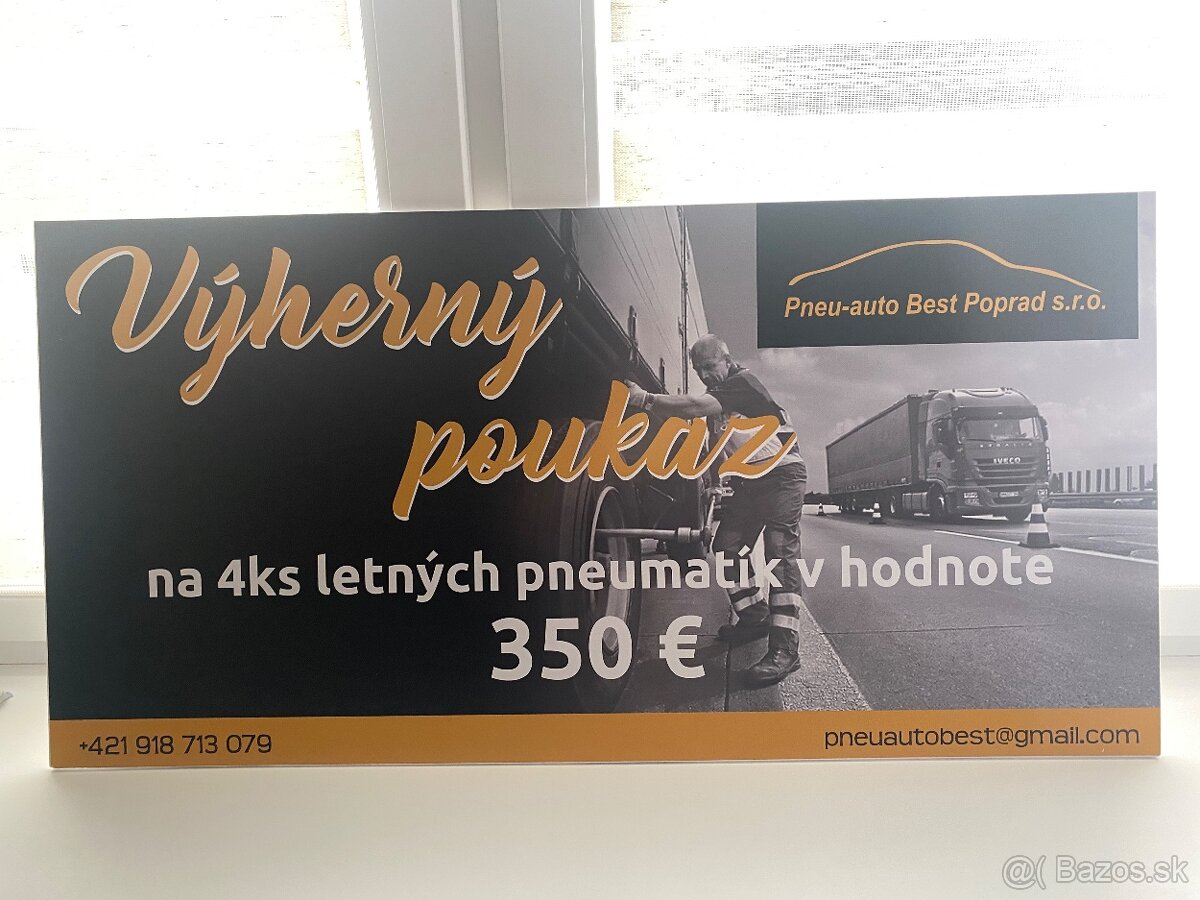 Výherný
poukaz
Pneu-auto Best Poprad s.r.o.
IVECO
na 4ks letných pneumatík v hodnote
350 €
+421 918 713 079
pneuautobest@gmail.com
@( Bazos.sk